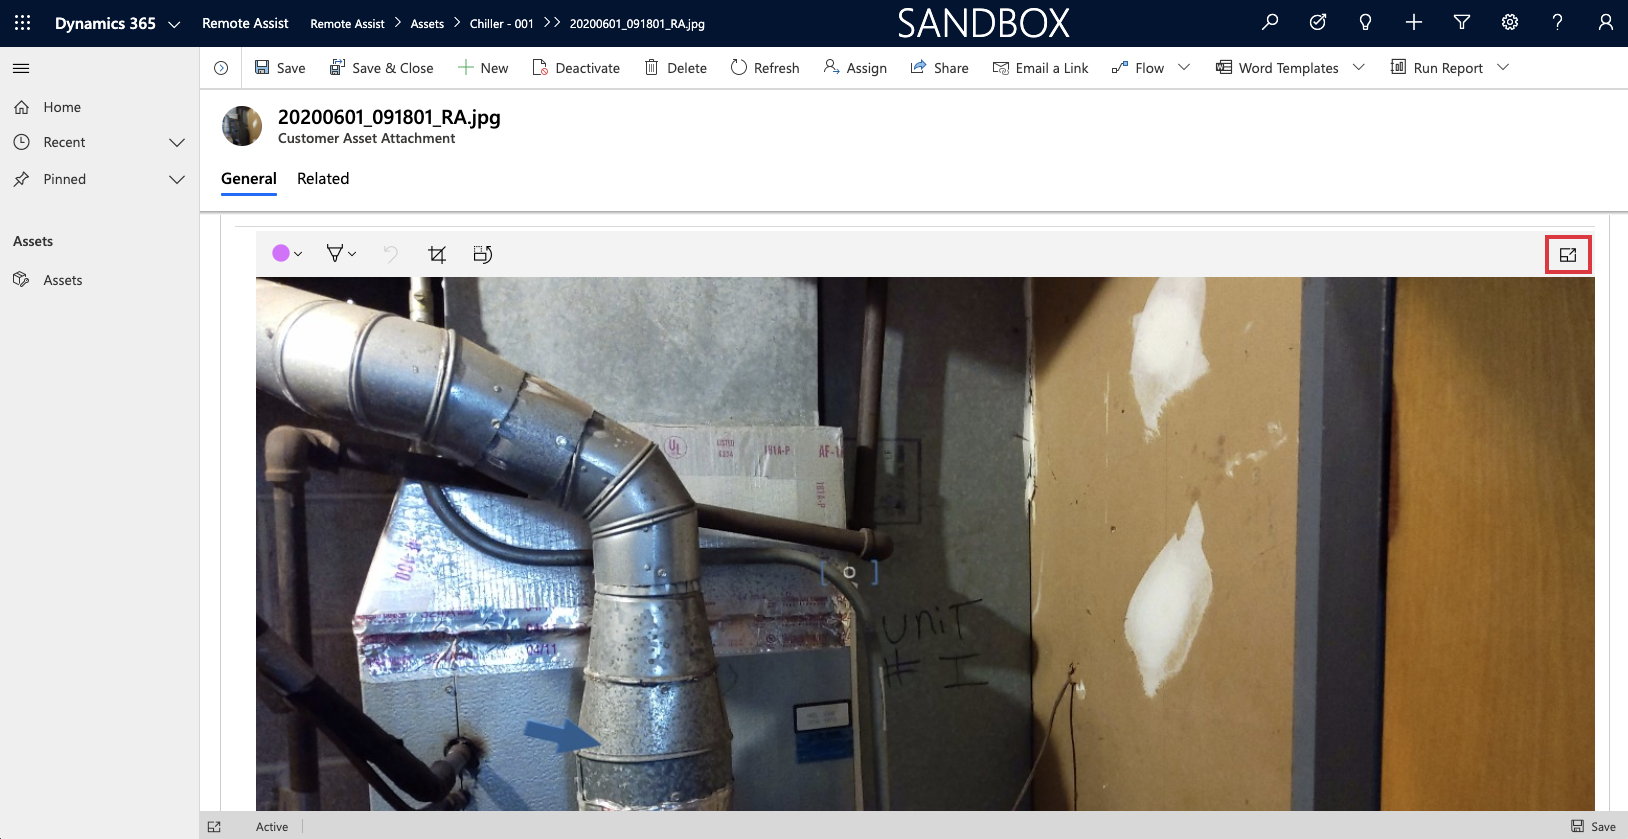 Dynamics 365
Remote Assist
Remote Assist > Assets > Chiller - 001 >> 20200601_091801_RA.jpg
SANDBOX
Save
Save & Close
New
Deactivate
Delete
Refresh
Assign
Share
Email a Link
Flow
Word Templates
Run Report
Home
Recent
Pinned
Assets
Assets
20200601_091801_RA.jpg
Customer Asset Attachment
General
Related
UL
181A-P
UNIT
# I
Active
Save